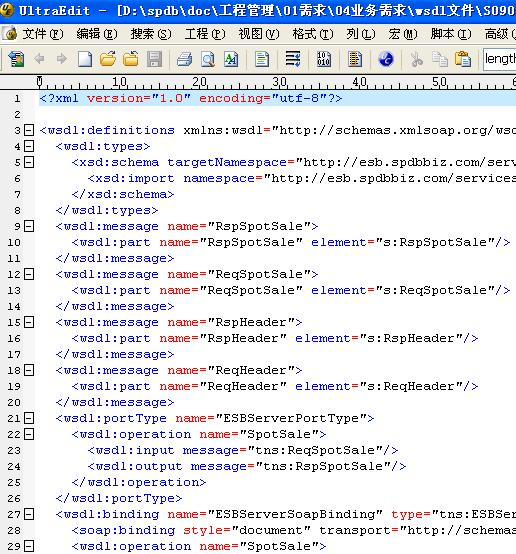 UltraEdit - [D:\spdb\doc\工程管理\01需求\04业务需求\wsdl文件\S090
文件(F) 编辑(E) 搜索(S) 工程(P) 视图(V) 格式(T) 列(L) 宏(M) 脚本(I) 高级
length
0 10 20 30 40 50
1 <?xml version="1.0" encoding="utf-8"?>
2
3 <wsdl:definitions xmlns:wsdl="http://schemas.xmlsoap.org/wsd
4 <wsdl:types>
5 <xsd:schema targetNamespace="http://esb.spdbbiz.com/serv
6 <xsd:import namespace="http://esb.spdbbiz.com/services
7 </xsd:schema>
8 </wsdl:types>
9 <wsdl:message name="RspSpotSale">
10 <wsdl:part name="RspSpotSale" element="s:RspSpotSale"/>
11 </wsdl:message>
12 <wsdl:message name="ReqSpotSale">
13 <wsdl:part name="ReqSpotSale" element="s:ReqSpotSale"/>
14 </wsdl:message>
15 <wsdl:message name="RspHeader">
16 <wsdl:part name="RspHeader" element="s:RspHeader"/>
17 </wsdl:message>
18 <wsdl:message name="ReqHeader">
19 <wsdl:part name="ReqHeader" element="s:ReqHeader"/>
20 </wsdl:message>
21 <wsdl:portType name="ESBServerPortType">
22 <wsdl:operation name="SpotSale">
23 <wsdl:input message="tns:ReqSpotSale"/>
24 <wsdl:output message="tns:RspSpotSale"/>
25 </wsdl:operation>
26 </wsdl:portType>
27 <wsdl:binding name="ESBServerSoapBinding" type="tns:ESBSer
28 <soap:binding style="document" transport="http://schemas
29 <wsdl:operation name="SpotSale">